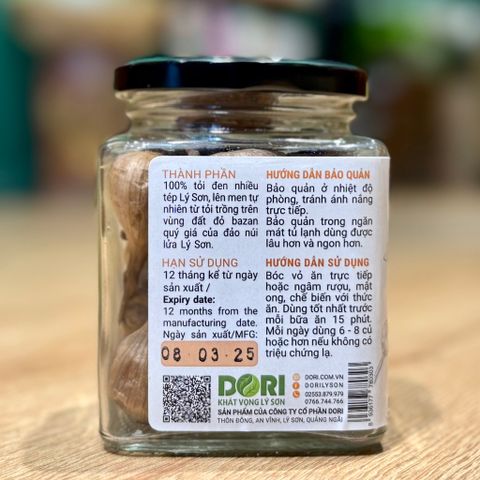 THÀNH PHẦN
100% tỏi đen nhiều
tép Lý Sơn, lên men tự
nhiên từ tỏi trồng trên
vùng đất đỏ bazan
quý giá của đảo núi
lửa Lý Sơn.
HẠN SỬ DỤNG
12 tháng kể từ ngày
sản xuất /
Expiry date:
12 months from the
manufacturing date.
Ngày sản xuất/MFG:
08 03 25
HƯỚNG DẪN BẢO QUẢN
Bảo quản ở nhiệt độ
phòng, tránh ánh nắng
trực tiếp.
Bảo quản trong ngăn
mát tủ lạnh dùng được
lâu hơn và ngon hơn.
HƯỚNG DẪN SỬ DỤNG
Bóc vỏ ăn trực tiếp
hoặc ngâm rượu, mật
ong, chế biến với thức
ăn. Dùng tốt nhất trước
mỗi bữa ăn 15 phút.
Mỗi ngày dùng 6 - 8 củ
hoặc hơn nếu không có
triệu chứng lạ.
DORI
KHÁT VỌNG LÝ SƠN
DORI.COM.VN
DORILYSON
02553.879.979
0766.744.766
SẢN PHẨM CỦA CÔNG TY CỔ PHẦN DORI
THÔN ĐÔNG, AN VĨNH, LÝ SƠN, QUẢNG NGÃI